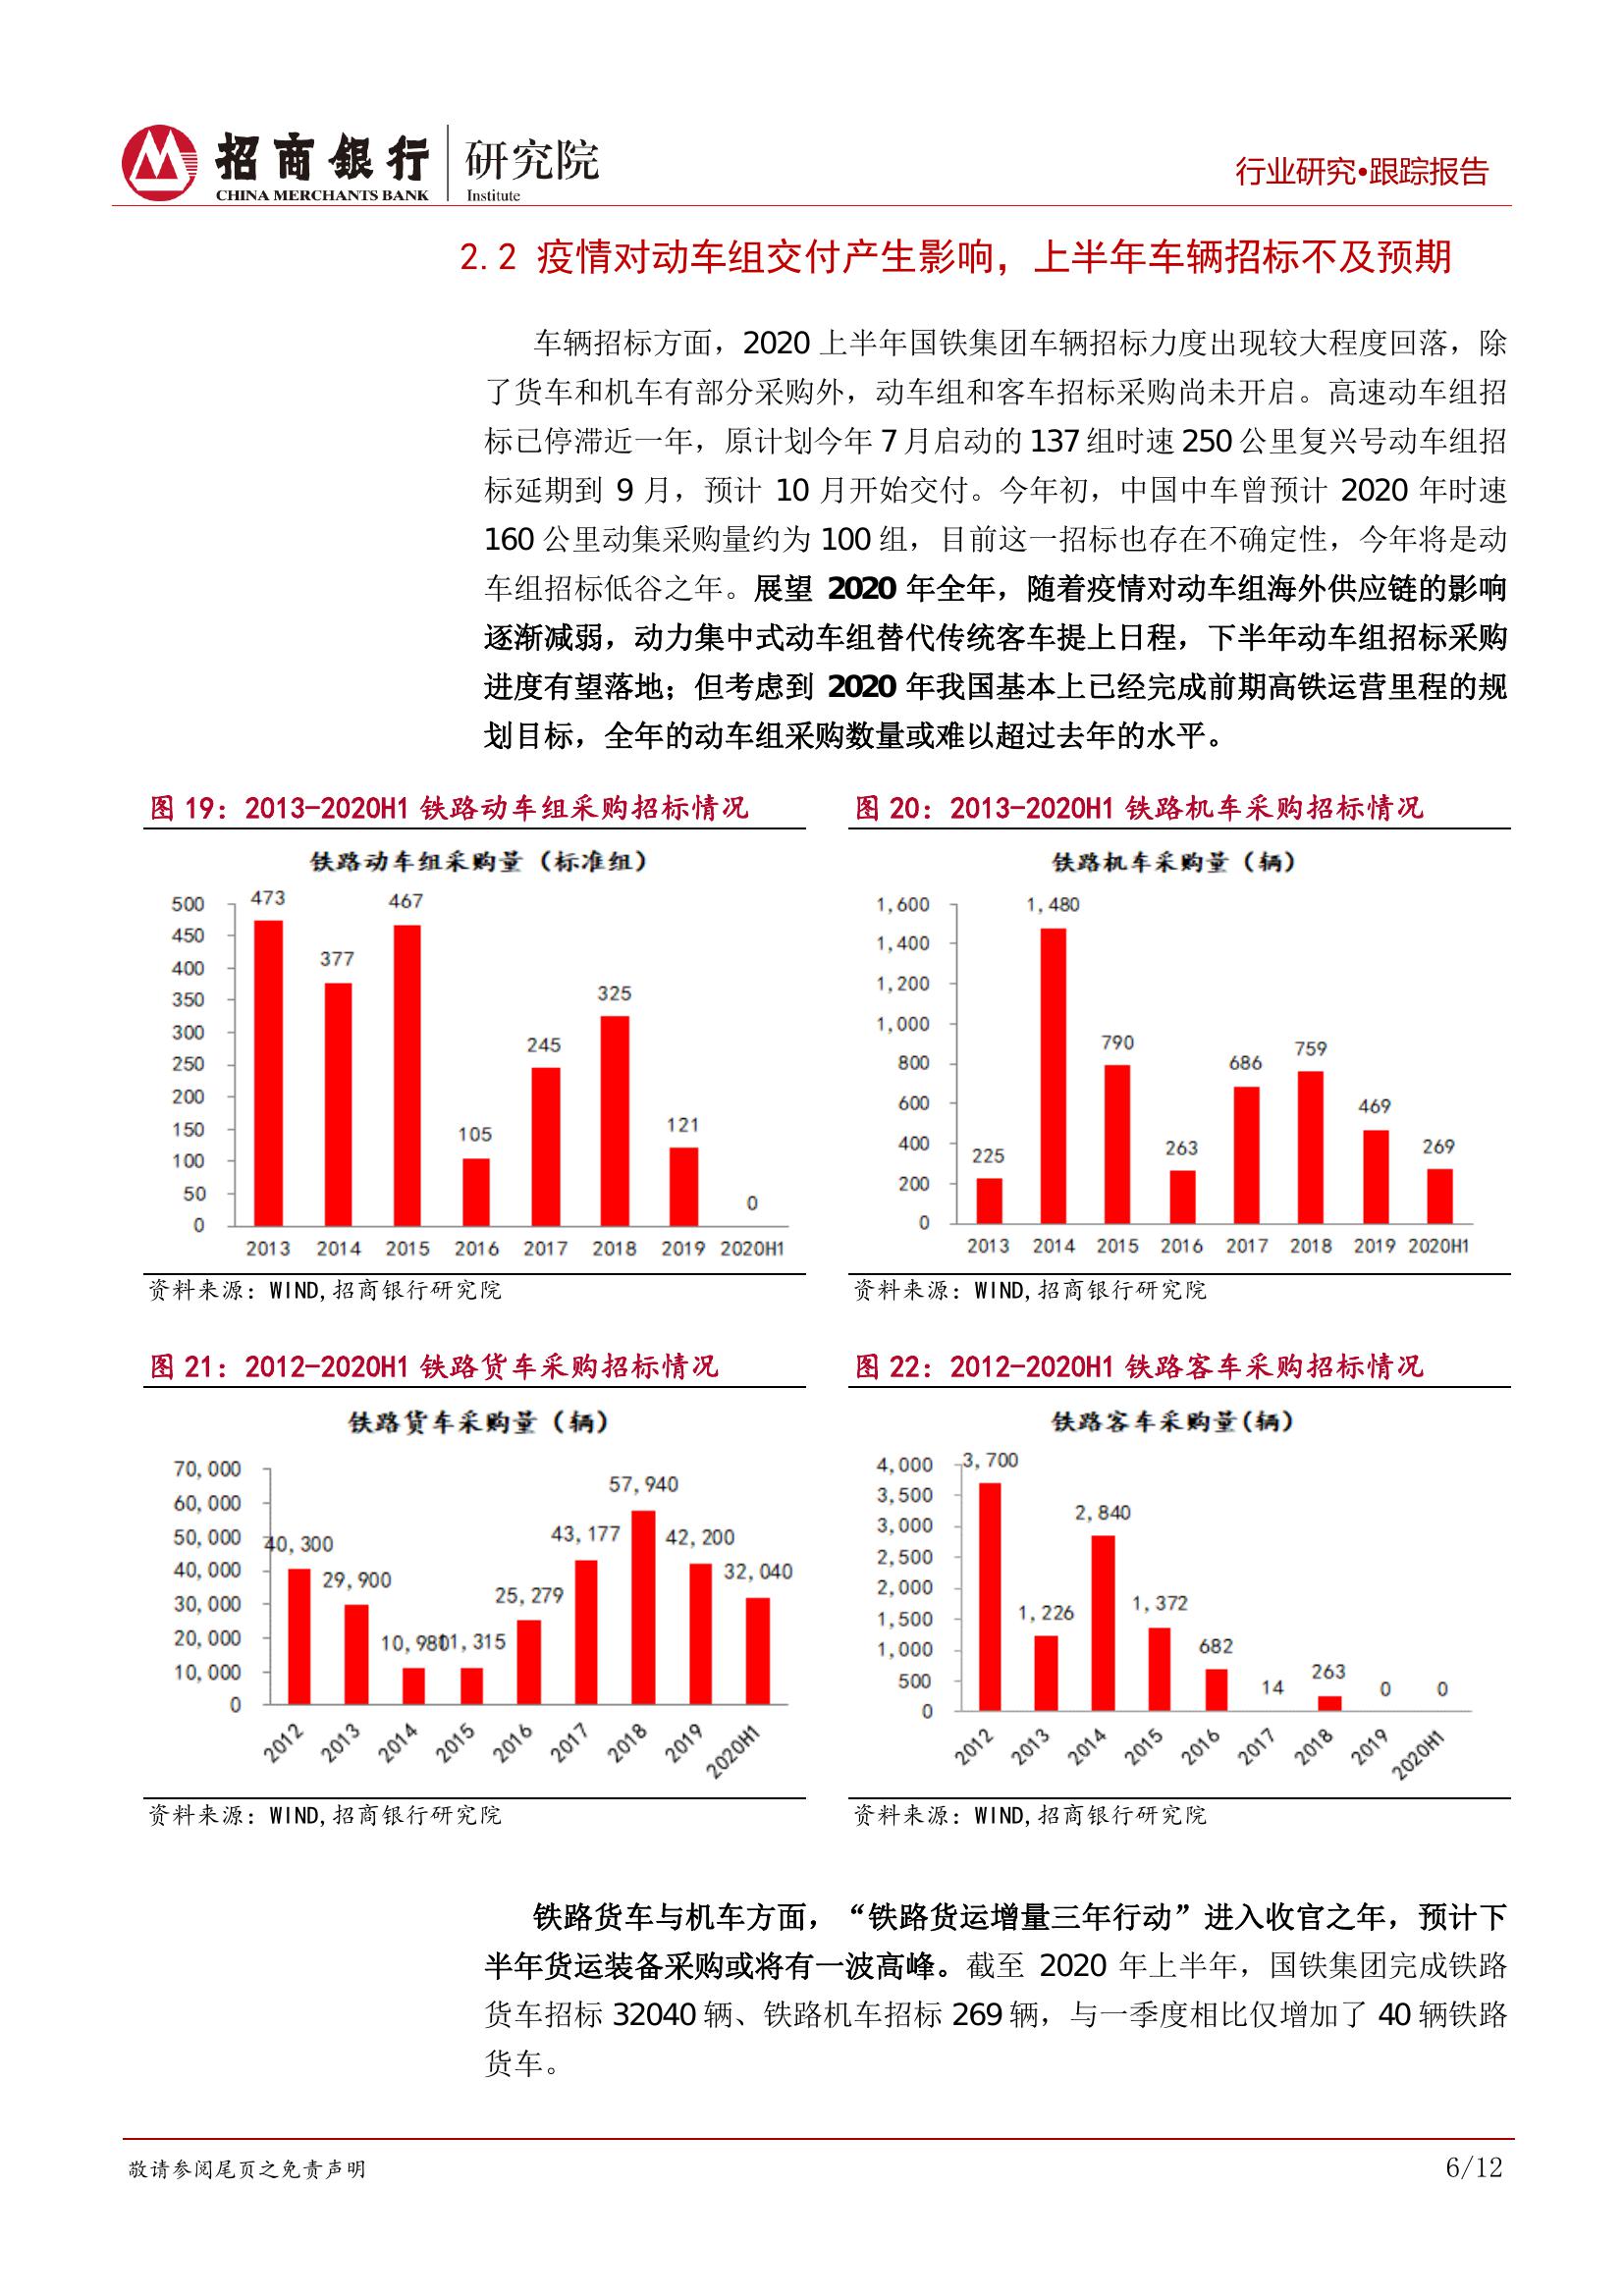 招商银行 研究院
CHINA MERCHANTS BANK Institute
行业研究•跟踪报告
2.2 疫情对动车组交付产生影响，上半年车辆招标不及预期
车辆招标方面，2020 上半年国铁集团车辆招标力度出现较大程度回落，除
了货车和机车有部分采购外，动车组和客车招标采购尚未开启。高速动车组招
标已停滞近一年，原计划今年 7 月启动的 137 组时速 250 公里复兴号动车组招
标延期到 9 月，预计 10 月开始交付。今年初，中国中车曾预计 2020 年时速
160 公里动集采购量约为 100 组，目前这一招标也存在不确定性，今年将是动
车组招标低谷之年。展望 2020 年全年，随着疫情对动车组海外供应链的影响
逐渐减弱，动力集中式动车组替代传统客车提上日程，下半年动车组招标采购
进度有望落地；但考虑到 2020 年我国基本上已经完成前期高铁运营里程的规
划目标，全年的动车组采购数量或难以超过去年的水平。
图 19：2013-2020H1 铁路动车组采购招标情况
铁路动车组采购量（标准组）
500
450
400
350
300
250
200
150
100
50
0
473
377
467
105
245
325
121
0
2013 2014 2015 2016 2017 2018 2019 2020H1
资料来源：WIND,招商银行研究院
图 20：2013-2020H1 铁路机车采购招标情况
铁路机车采购量（辆）
1,600
1,400
1,200
1,000
800
600
400
200
0
225
1,480
790
263
686
759
469
269
2013 2014 2015 2016 2017 2018 2019 2020H1
资料来源：WIND,招商银行研究院
图 21：2012-2020H1 铁路货车采购招标情况
铁路货车采购量（辆）
70,000
60,000
50,000
40,000
30,000
20,000
10,000
0
40,300
29,900
10,980
11,315
25,279
43,177
57,940
42,200
32,040
2012 2013 2014 2015 2016 2017 2018 2019 2020H1
资料来源：WIND,招商银行研究院
图 22：2012-2020H1 铁路客车采购招标情况
铁路客车采购量(辆)
4,000
3,500
3,000
2,500
2,000
1,500
1,000
500
0
3,700
1,226
2,840
1,372
682
14
263
0
0
2012 2013 2014 2015 2016 2017 2018 2019 2020H1
资料来源：WIND,招商银行研究院
铁路货车与机车方面，“铁路货运增量三年行动”进入收官之年，预计下
半年货运装备采购或将有一波高峰。截至 2020 年上半年，国铁集团完成铁路
货车招标 32040 辆、铁路机车招标 269 辆，与一季度相比仅增加了 40 辆铁路
货车。
敬请参阅尾页之免责声明
6/12